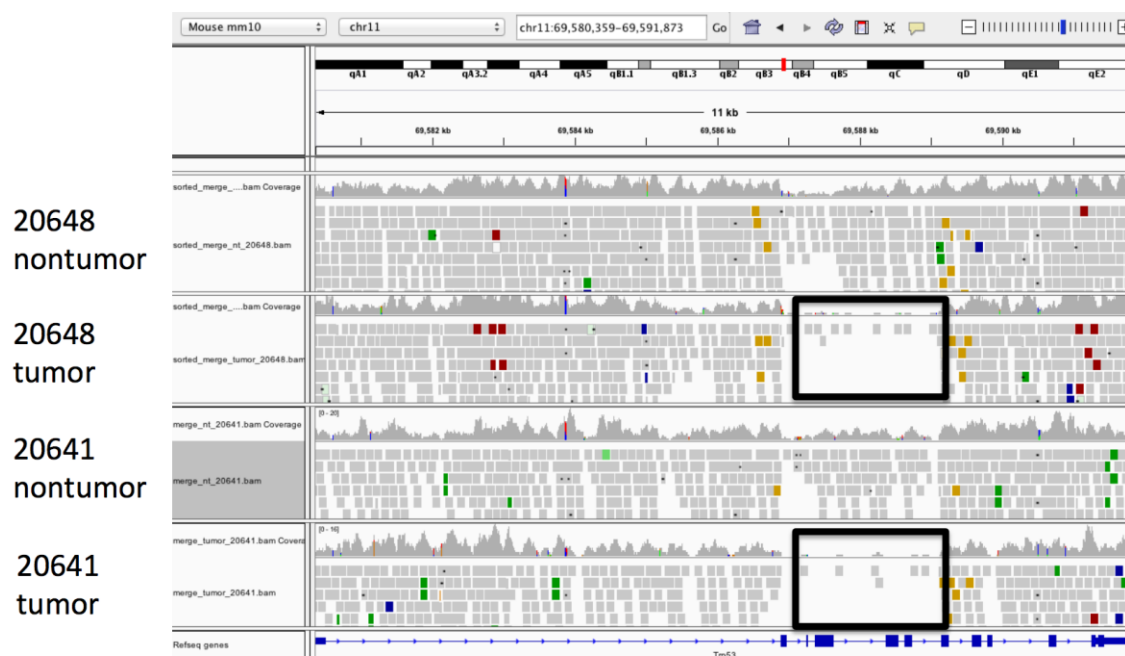 Mouse mm10 chr11 chr11:69,580,359-69,591,873 Go
qA1 qA2 qA3.2 qA4 qA5 qB1.1 qB1.3 qB2 qB3 qB4 qB5 qC qD qE1 qE2
11 kb
69,582 kb 69,584 kb 69,586 kb 69,588 kb 69,590 kb
20648
nontumor
sorted_merge_....bam Coverage
sorted_merge_nt_20648.bam
20648
tumor
sorted_merge_....bam Coverage
sorted_merge_tumor_20648.bam
20641
nontumor
merge_nt_20641.bam Coverage
[0 - 20]
merge_nt_20641.bam
20641
tumor
merge_tumor_20641.bam Covera
[0 - 16]
merge_tumor_20641.bam
Refseq genes
Trp53